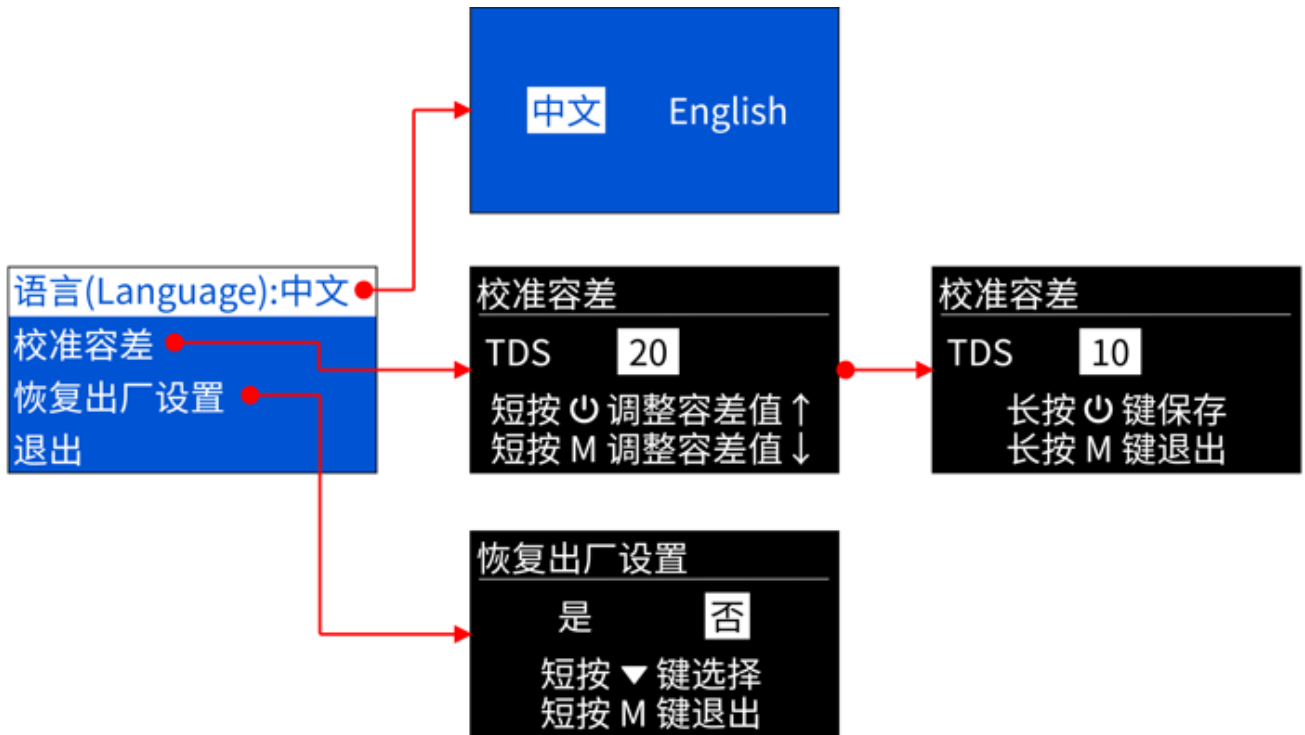 中文 English
语言(Language):中文
校准容差
恢复出厂设置
退出
校准容差
TDS 20
短按 ⏻ 调整容差值↑
短按 M 调整容差值↓
校准容差
TDS 10
长按 ⏻ 键保存
长按 M 键退出
恢复出厂设置
是 否
短按 ▼ 键选择
短按 M 键退出